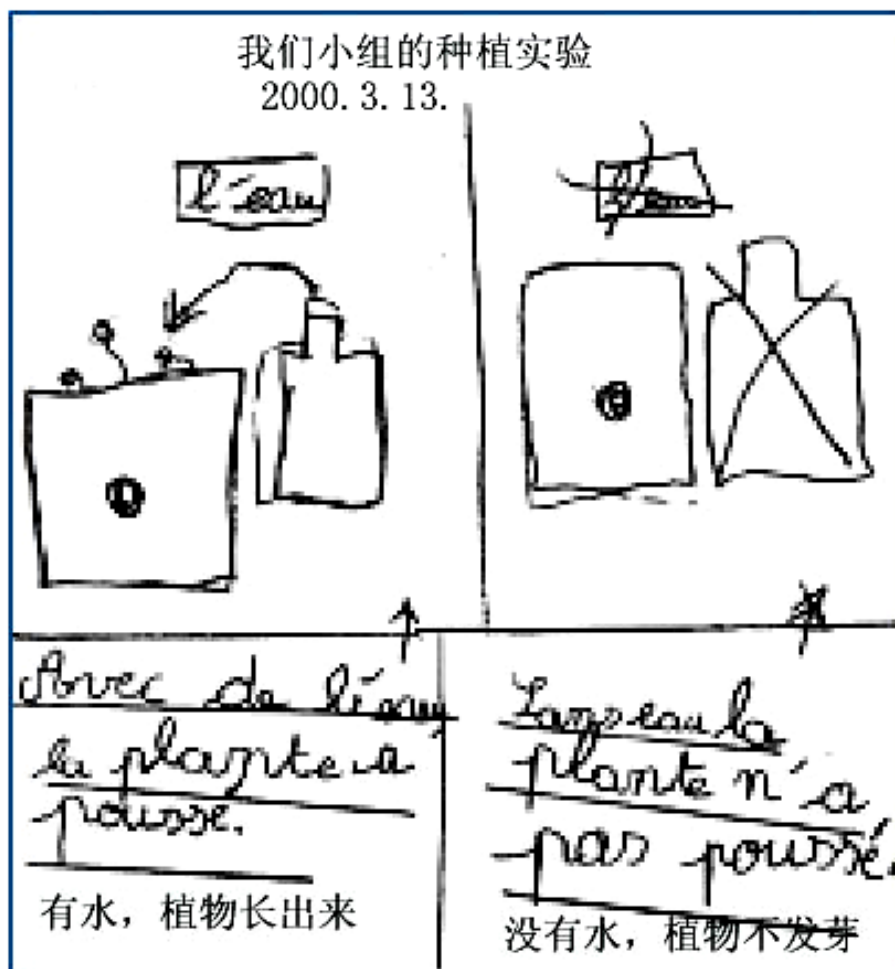 我们小组的种植实验
2000.3.13.
l'eau
l'eau
Avec de l'eau,
la plante a
pousse.
有水，植物长出来
Sans eau la
plante n'a
pas poussé.
没有水，植物不发芽